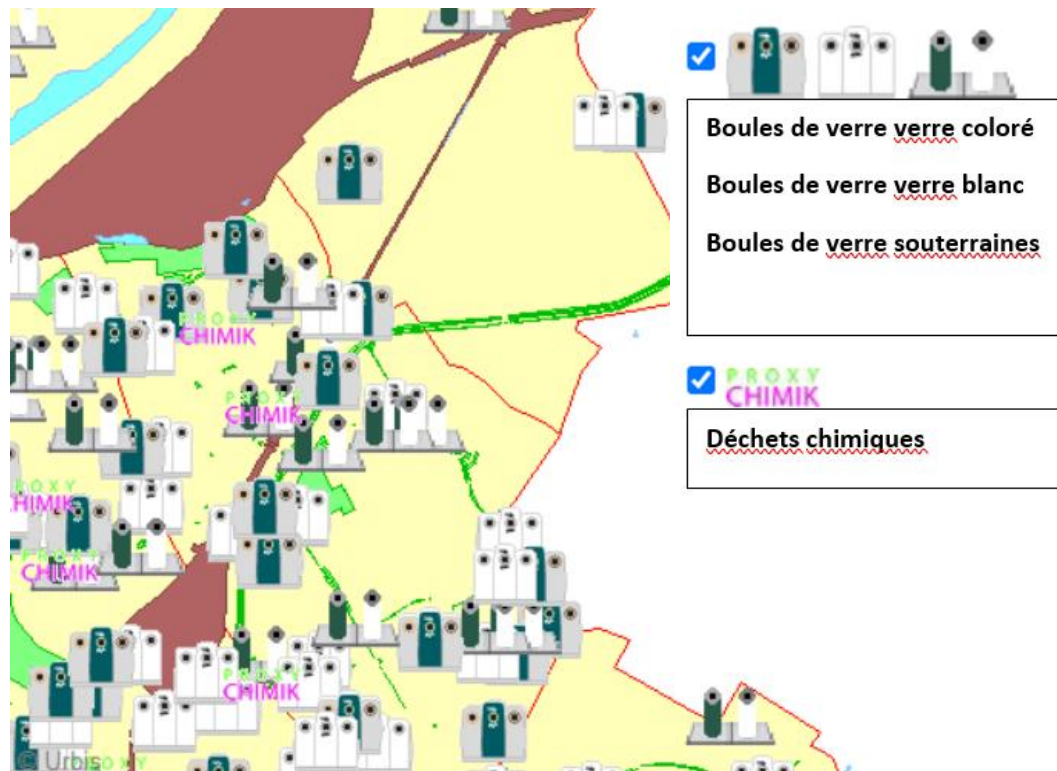 Boules de verre verre coloré
Boules de verre verre blanc
Boules de verre souterraines
PROXY
CHIMIK
Déchets chimiques
PROXY
CHIMIK
PROXY
CHIMIK
PROXY
CHIMIK
PROXY
CHIMIK
PROXY
CHIMIK
© Urbis
PROXY